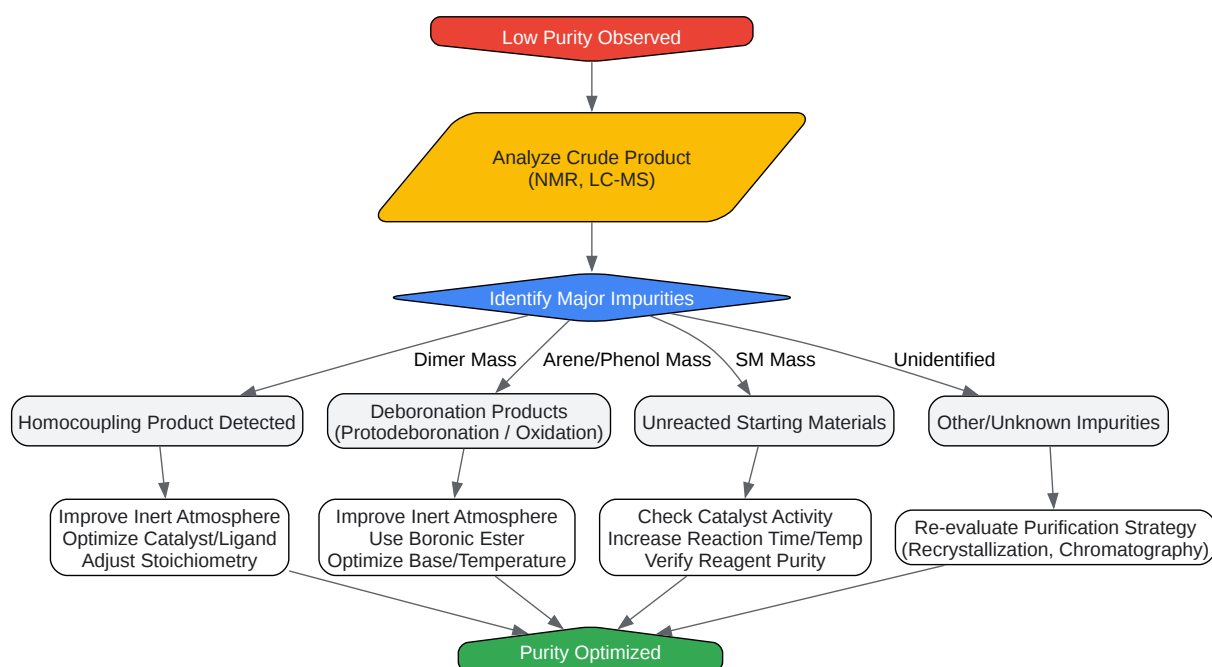 Low Purity Observed
Analyze Crude Product
(NMR, LC-MS)
Identify Major Impurities
Dimer Mass
Arene/Phenol Mass
SM Mass
Unidentified
Homocoupling Product Detected
Deboronation Products
(Protodeboronation / Oxidation)
Unreacted Starting Materials
Other/Unknown Impurities
Improve Inert Atmosphere
Optimize Catalyst/Ligand
Adjust Stoichiometry
Improve Inert Atmosphere
Use Boronic Ester
Optimize Base/Temperature
Check Catalyst Activity
Increase Reaction Time/Temp
Verify Reagent Purity
Re-evaluate Purification Strategy
(Recrystallization, Chromatography)
Purity Optimized